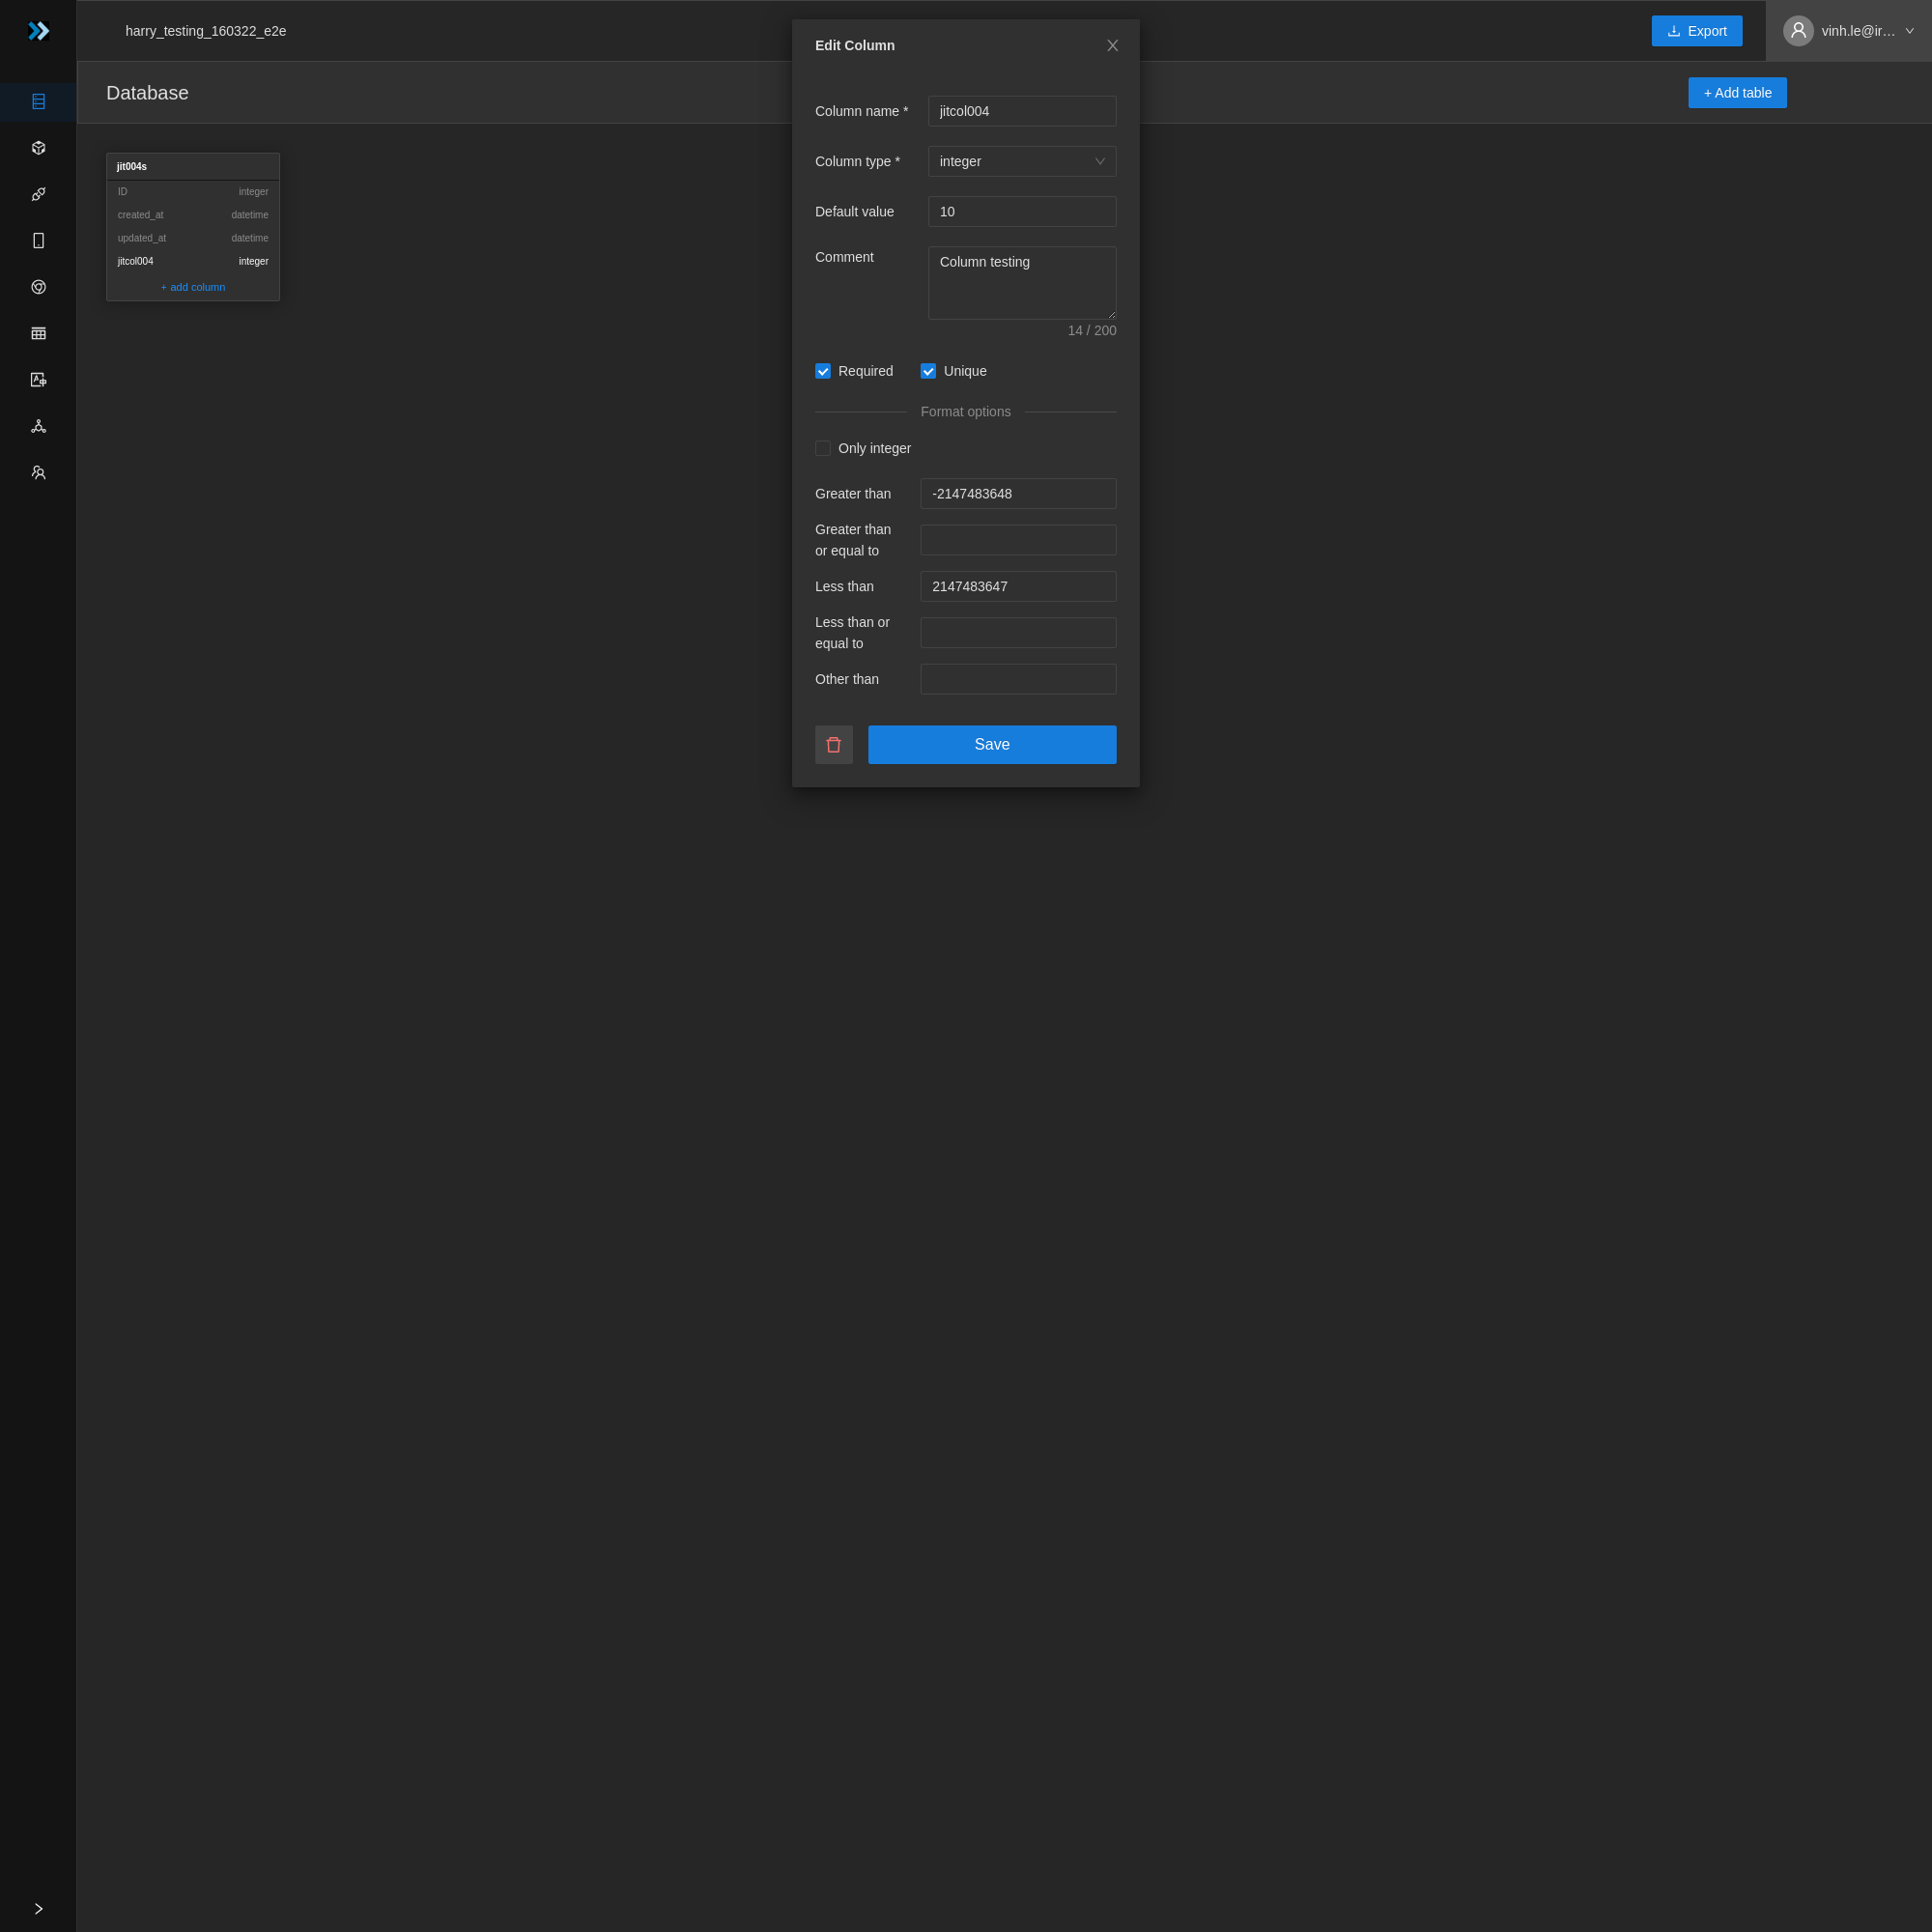 harry_testing_160322_e2e
Export
vinh.le@ir…
Database
+ Add table
jit004s
ID integer
created_at datetime
updated_at datetime
jitcol004 integer
+ add column
Edit Column
Column name * jitcol004
Column type * integer
Default value 10
Comment Column testing
14 / 200
Required Unique
Format options
Only integer
Greater than -2147483648
Greater than
or equal to
Less than 2147483647
Less than or
equal to
Other than
Save